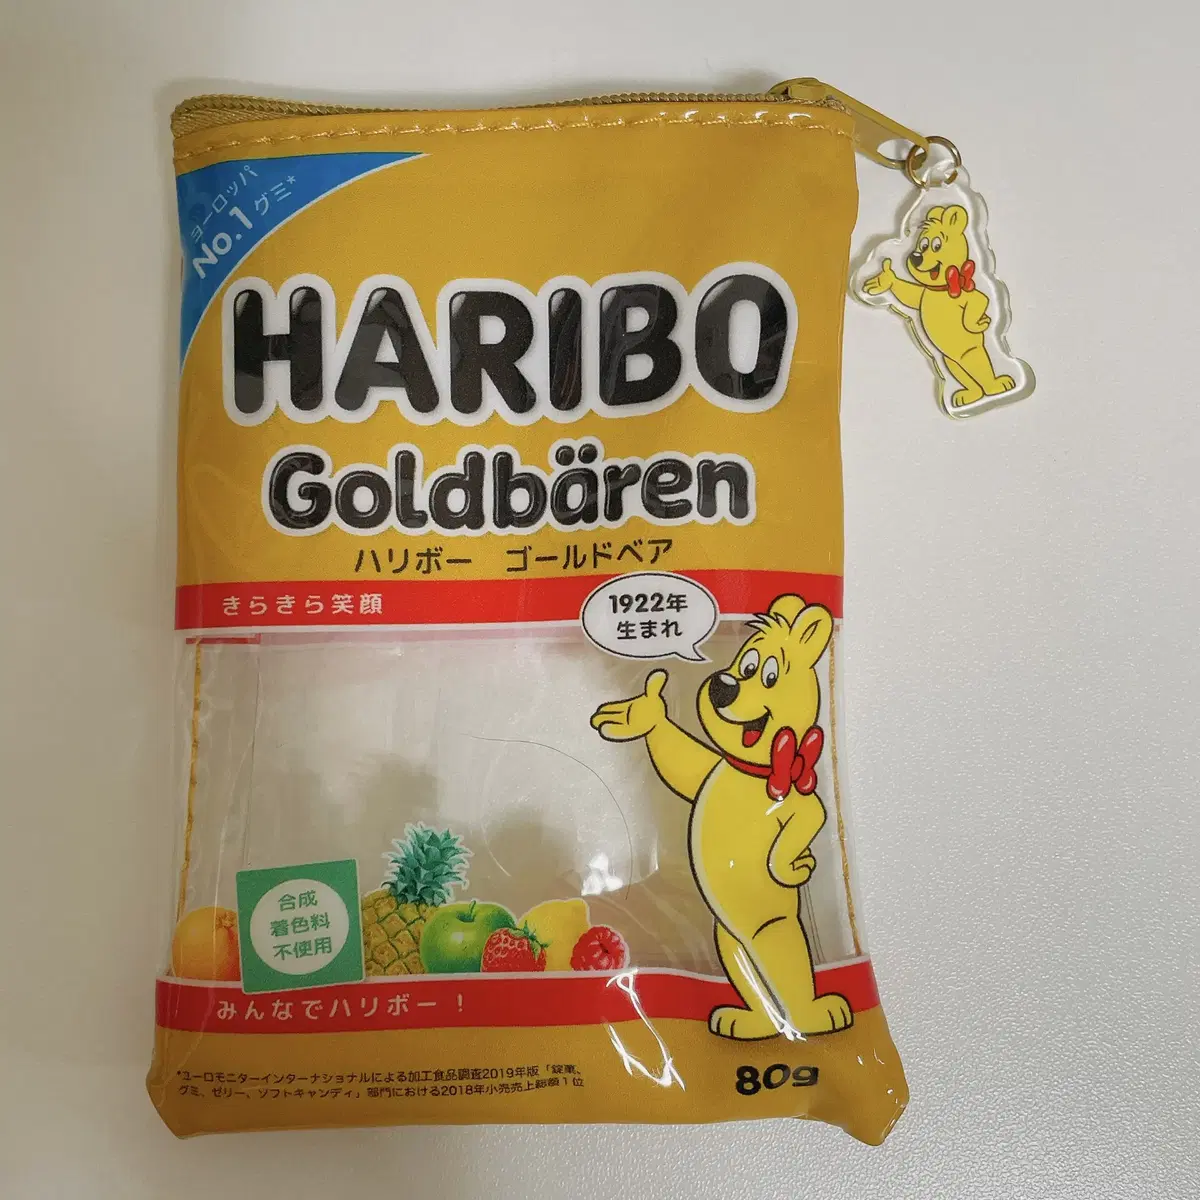 ヨーロッパ
No.1グミ*
HARIBO
Goldbären
ハリボー ゴールドベア
きらきら笑顔
1922年
生まれ
合成
着色料
不使用
みんなでハリボー！
*ユーロモニターインターナショナルによる加工食品調査2019年版「錠菓、
グミ、ゼリー、ソフトキャンディ」部門における2018年小売売上総額1位
80g